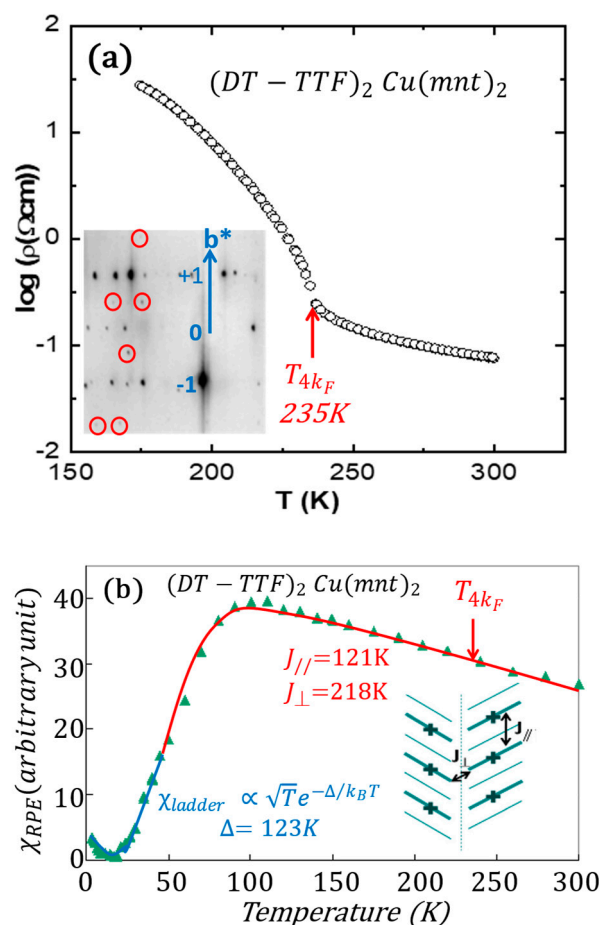 (a)
(DT − TTF)₂ Cu(mnt)₂
log (ρ(Ωcm))
2
1
0
-1
-2
b*
+1
0
-1
T4kF
235K
150
200
250
300
T (K)
(b)
(DT − TTF)₂ Cu(mnt)₂
T4kF
χRPE(arbitrary unit)
40
30
20
10
0
J//=121K
J⊥=218K
J//
J⊥
χladder ∝ √Te^−Δ/kBT
Δ= 123K
0
50
100
150
200
250
300
Temperature (K)